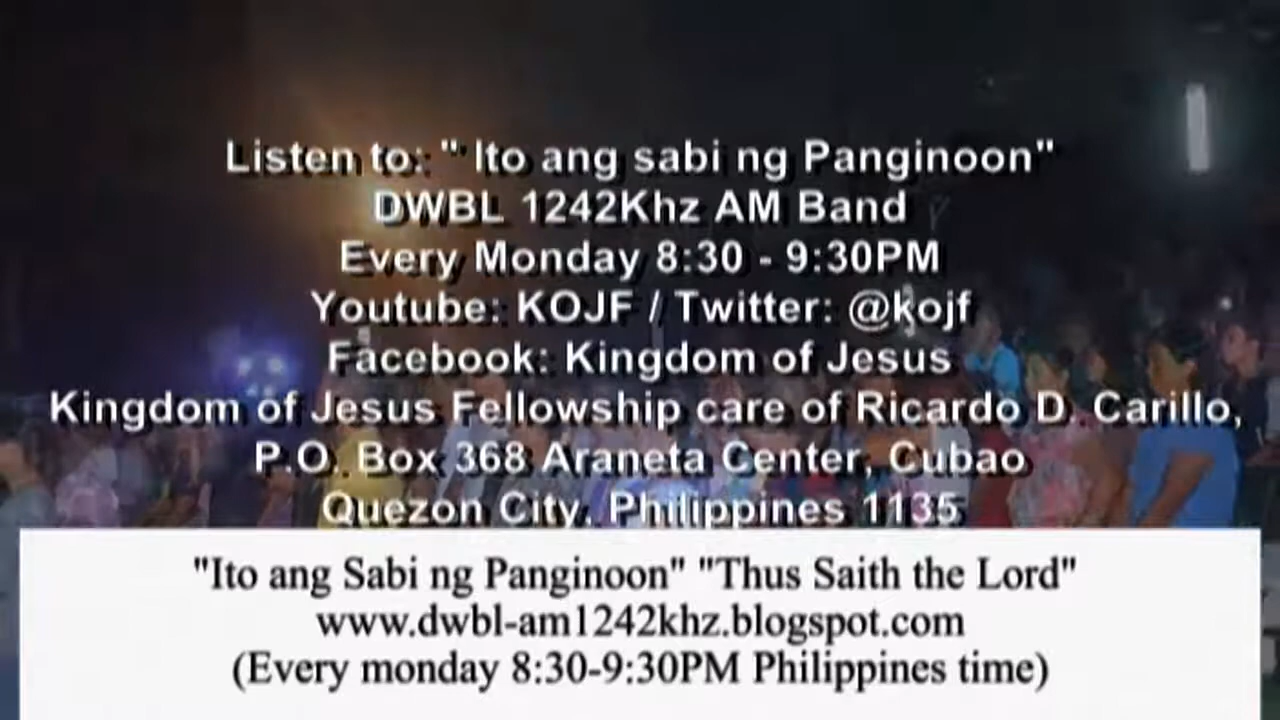 Listen to: " Ito ang sabi ng Panginoon"
DWBL 1242Khz AM Band
Every Monday 8:30 - 9:30PM
Youtube: KOJF / Twitter: @kojf
Facebook: Kingdom of Jesus
Kingdom of Jesus Fellowship care of Ricardo D. Carillo,
P.O. Box 368 Araneta Center, Cubao
Quezon City, Philippines 1135
"Ito ang Sabi ng Panginoon" "Thus Saith the Lord"
www.dwbl-am1242khz.blogspot.com
(Every monday 8:30-9:30PM Philippines time)